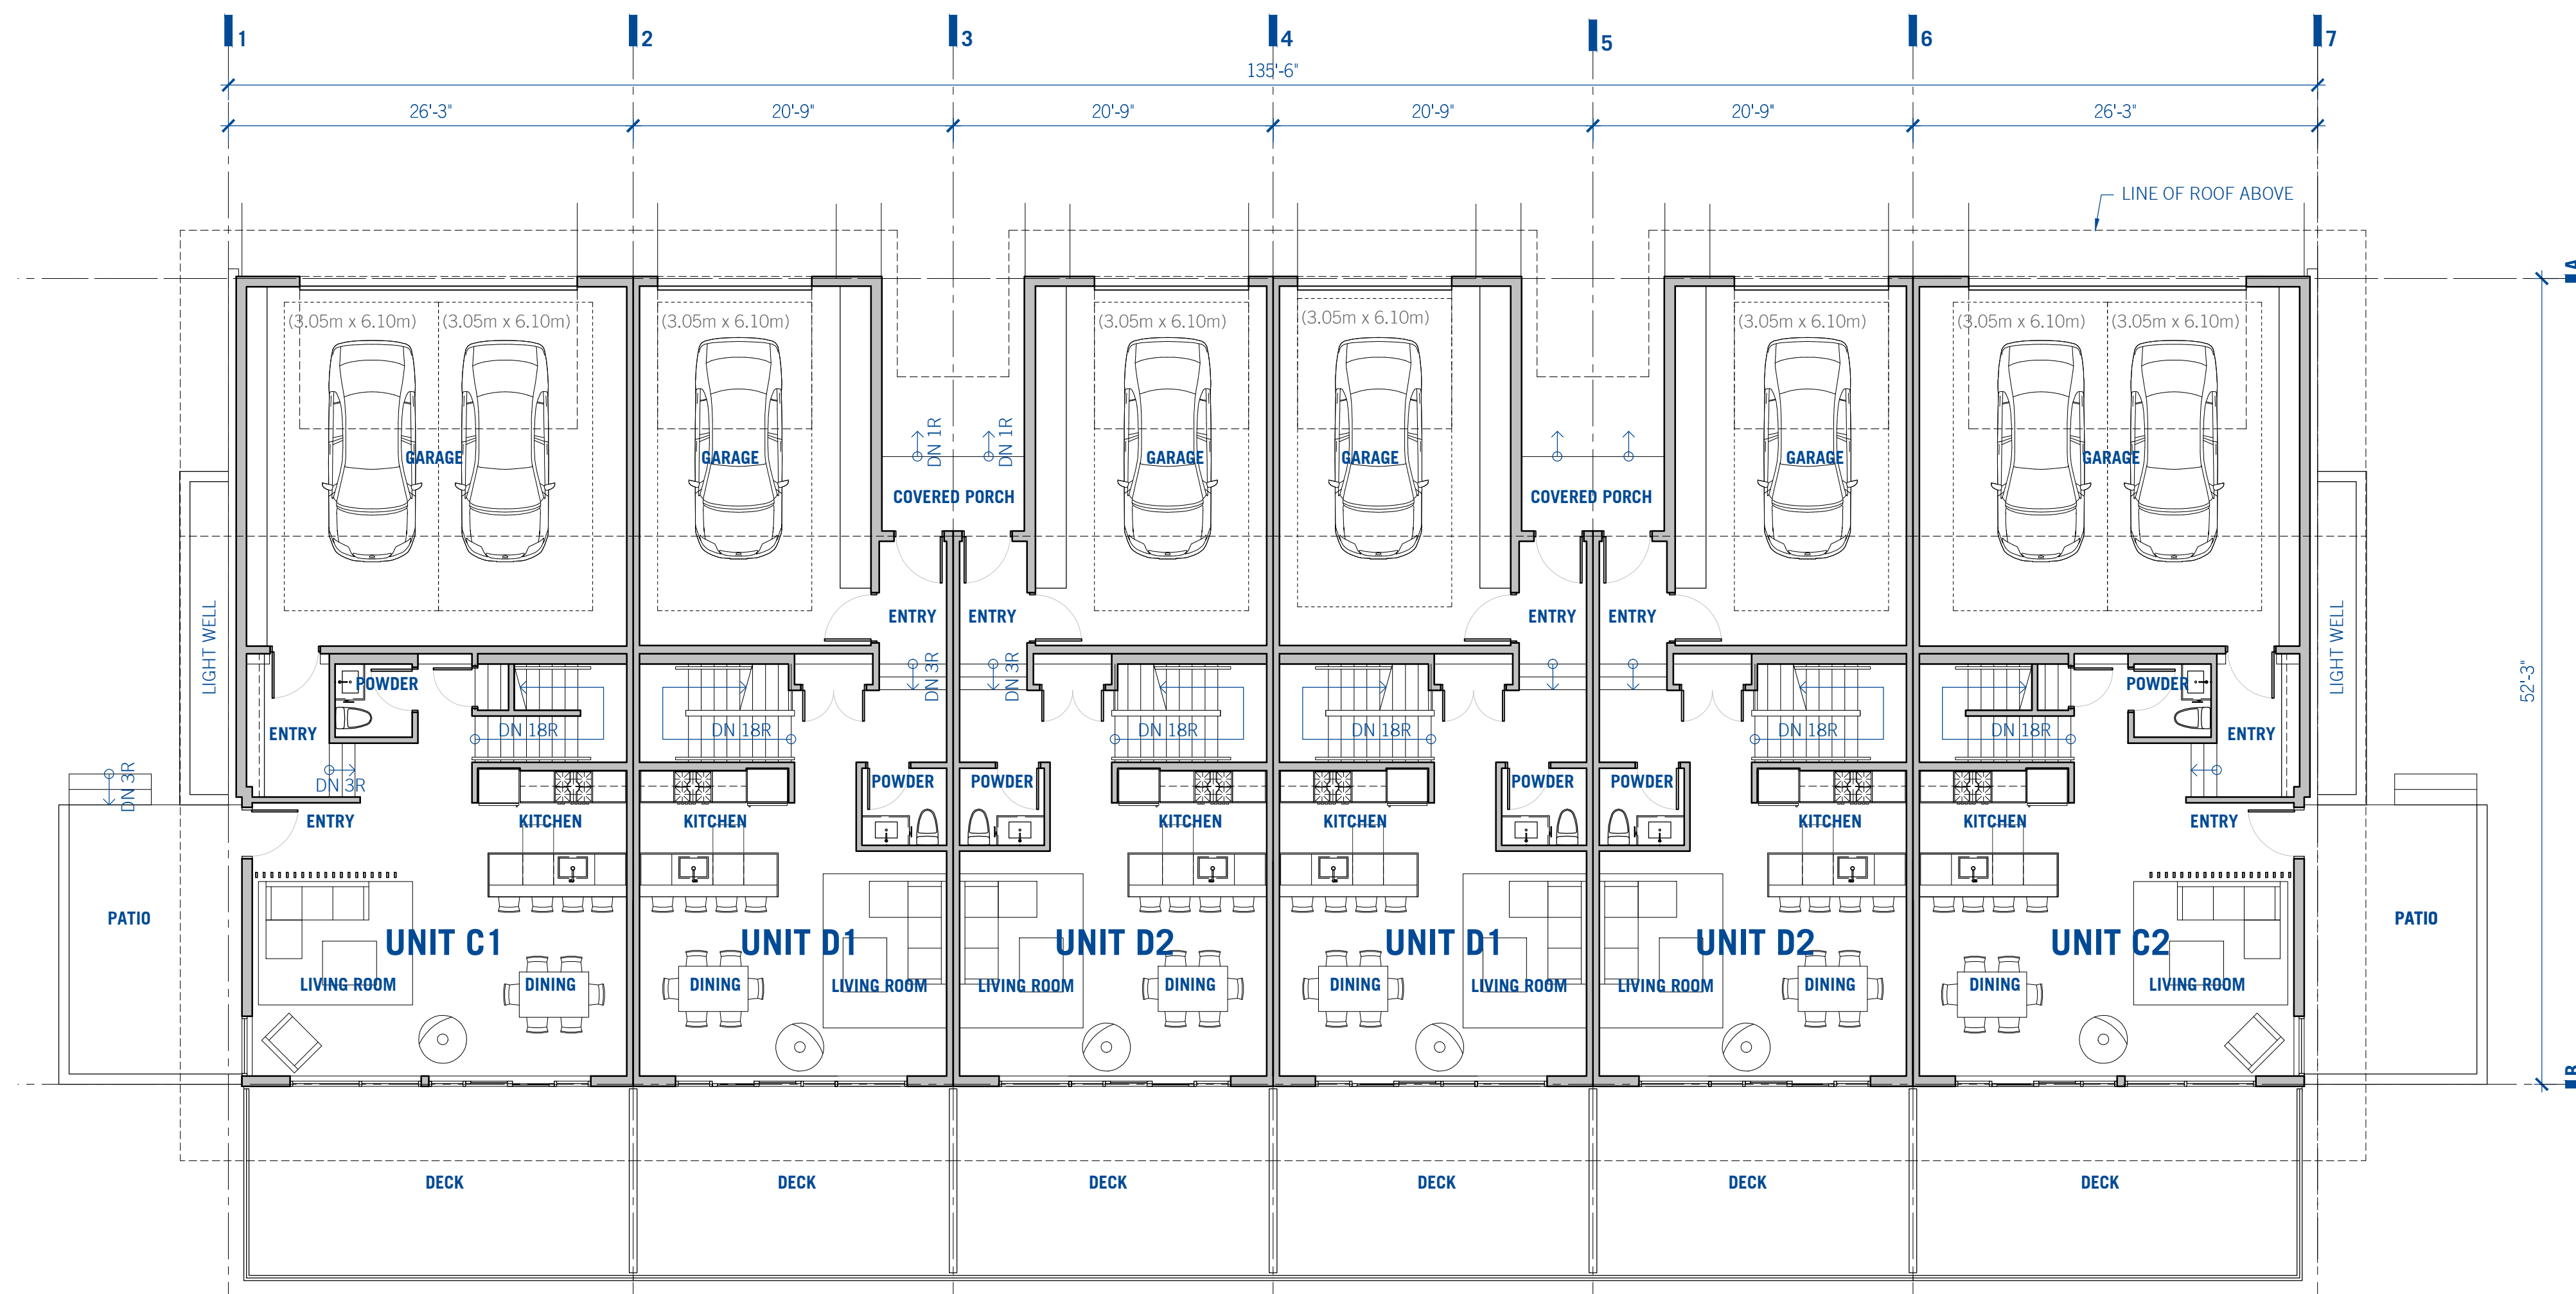 1
2
3
4
5
6
7
135'-6"
26'-3"
20'-9"
20'-9"
20'-9"
20'-9"
26'-3"
LINE OF ROOF ABOVE
A
(3.05m x 6.10m)
(3.05m x 6.10m)
(3.05m x 6.10m)
(3.05m x 6.10m)
(3.05m x 6.10m)
(3.05m x 6.10m)
(3.05m x 6.10m)
(3.05m x 6.10m)
DN 1R
DN 1R
GARAGE
GARAGE
GARAGE
GARAGE
GARAGE
GARAGE
COVERED PORCH
COVERED PORCH
ENTRY
ENTRY
ENTRY
ENTRY
LIGHT WELL
LIGHT WELL
52'-3"
DN 3R
DN 3R
POWDER
POWDER
ENTRY
DN 18R
DN 18R
DN 18R
DN 18R
DN 18R
DN 18R
ENTRY
DN 3R
DN 3R
POWDER
POWDER
POWDER
POWDER
ENTRY
KITCHEN
KITCHEN
KITCHEN
KITCHEN
KITCHEN
KITCHEN
ENTRY
PATIO
PATIO
UNIT C1
UNIT D1
UNIT D2
UNIT D1
UNIT D2
UNIT C2
LIVING ROOM
DINING
DINING
LIVING ROOM
LIVING ROOM
DINING
DINING
LIVING ROOM
LIVING ROOM
DINING
DINING
LIVING ROOM
B
DECK
DECK
DECK
DECK
DECK
DECK